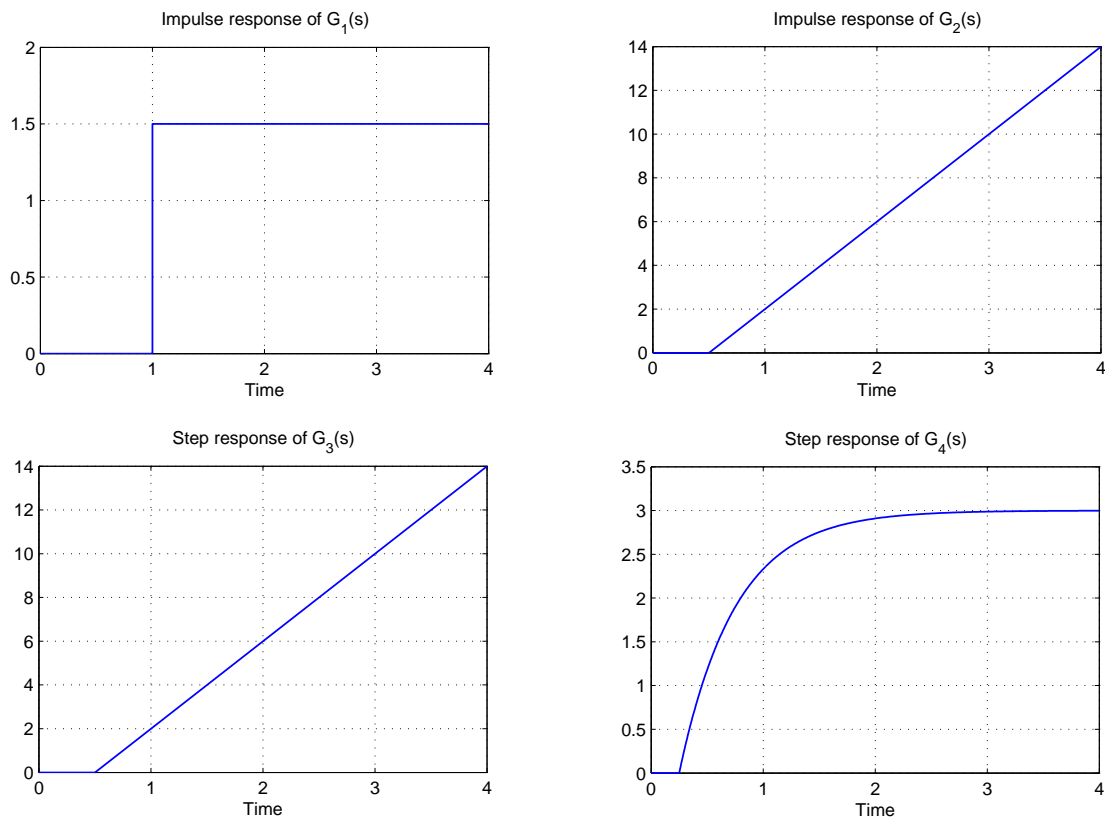 Impulse response of G1(s)
2
1.5
1
0.5
0
0 1 2 3 4
Time
Impulse response of G2(s)
14
12
10
8
6
4
2
0
0 1 2 3 4
Time
Step response of G3(s)
14
12
10
8
6
4
2
0
0 1 2 3 4
Time
Step response of G4(s)
3.5
3
2.5
2
1.5
1
0.5
0
0 1 2 3 4
Time